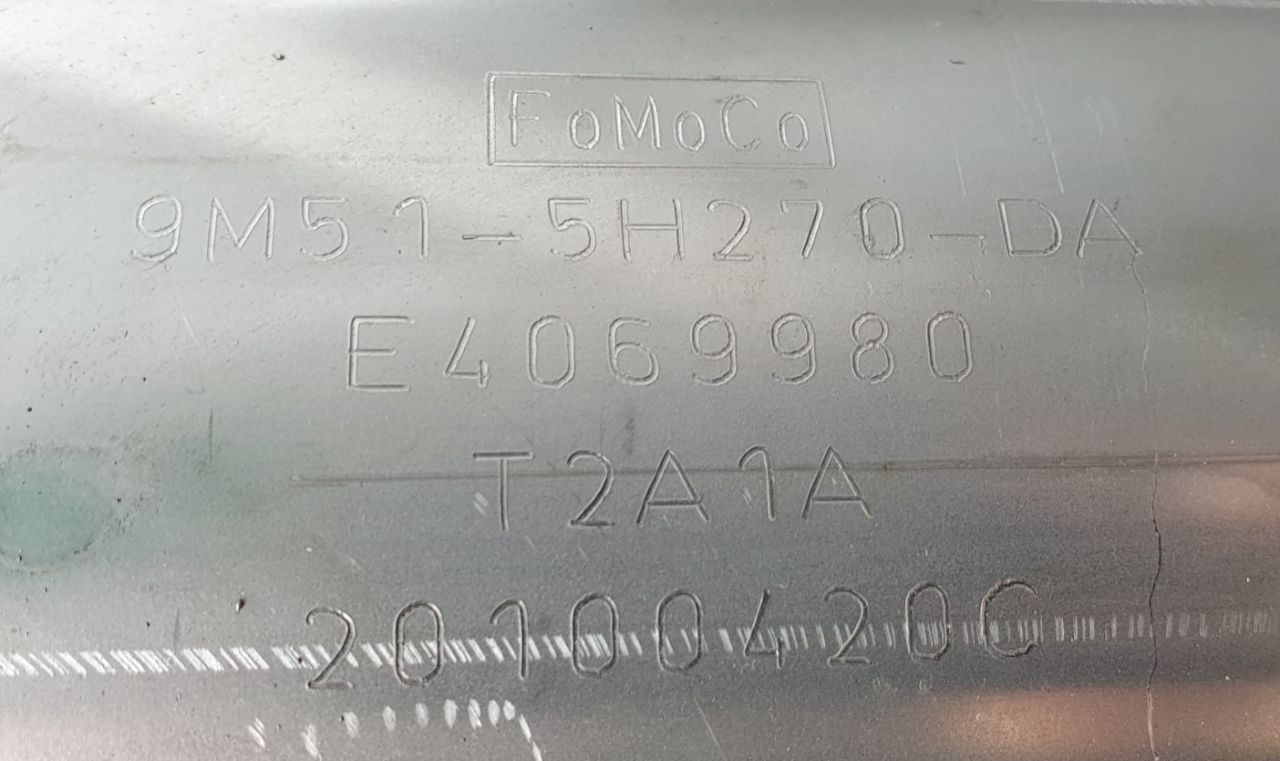 FoMoCo
9M51-5H270-DA
E4069980
T2A1A
20100420C